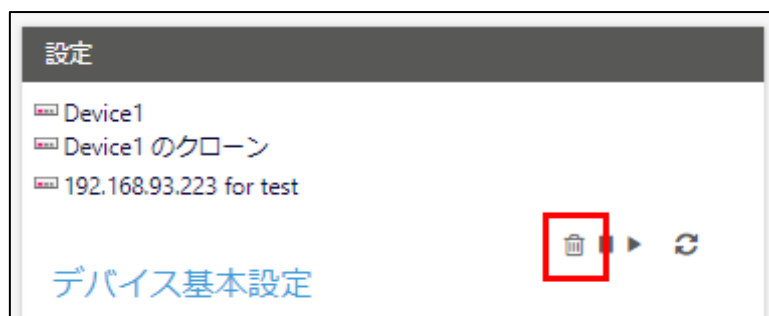 設定
Device1
Device1 のクローン
192.168.93.223 for test
デバイス基本設定